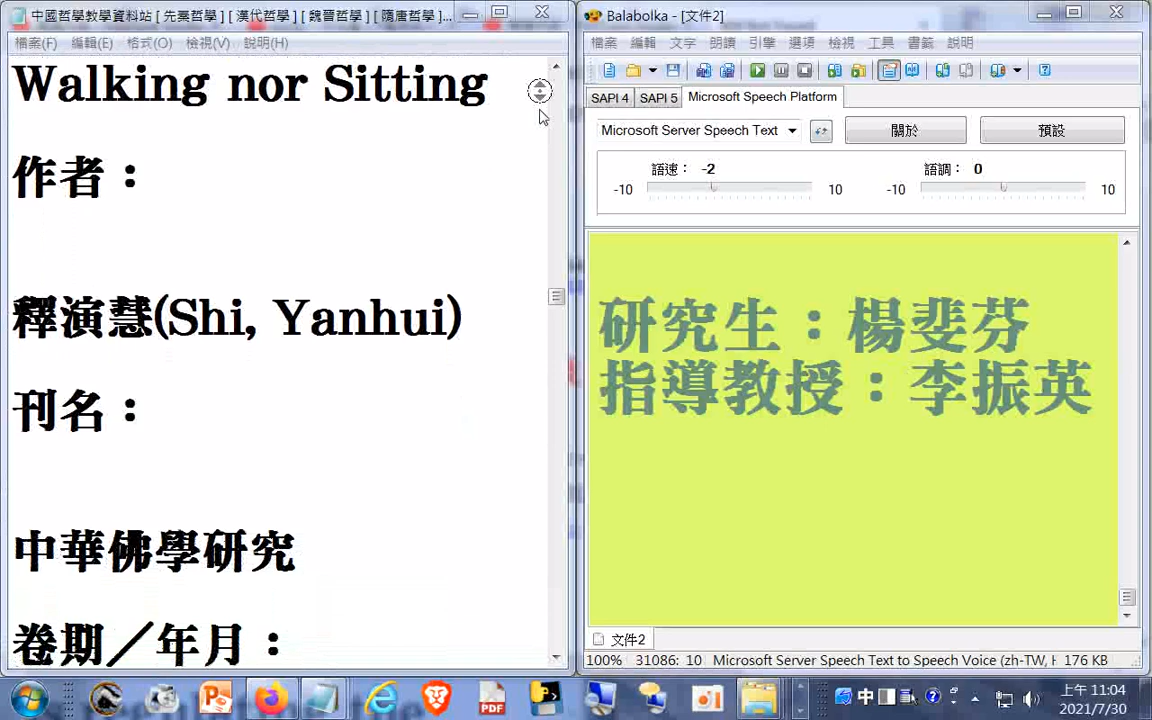 中國哲學教學資料站 [ 先秦哲學 ] [ 漢代哲學 ] [ 魏晉哲學 ] [ 隋唐哲學 ]...
檔案(F) 編輯(E) 格式(O) 檢視(V) 說明(H)
Walking nor Sitting
作者：
釋演慧(Shi, Yanhui)
刊名：
中華佛學研究
卷期／年月：
Balabolka - [文件2]
檔案 編輯 文字 朗讀 引擎 選項 檢視 工具 書籤 說明
SAPI 4 SAPI 5 Microsoft Speech Platform
Microsoft Server Speech Text 關於 預設
語速： -2 語調： 0
-10 10 -10 10
研究生：楊斐芬
指導教授：李振英
文件2
100% 31086: 10 Microsoft Server Speech Text to Speech Voice (zh-TW, H 176 KB
PDF 中 上午 11:04
2021/7/30